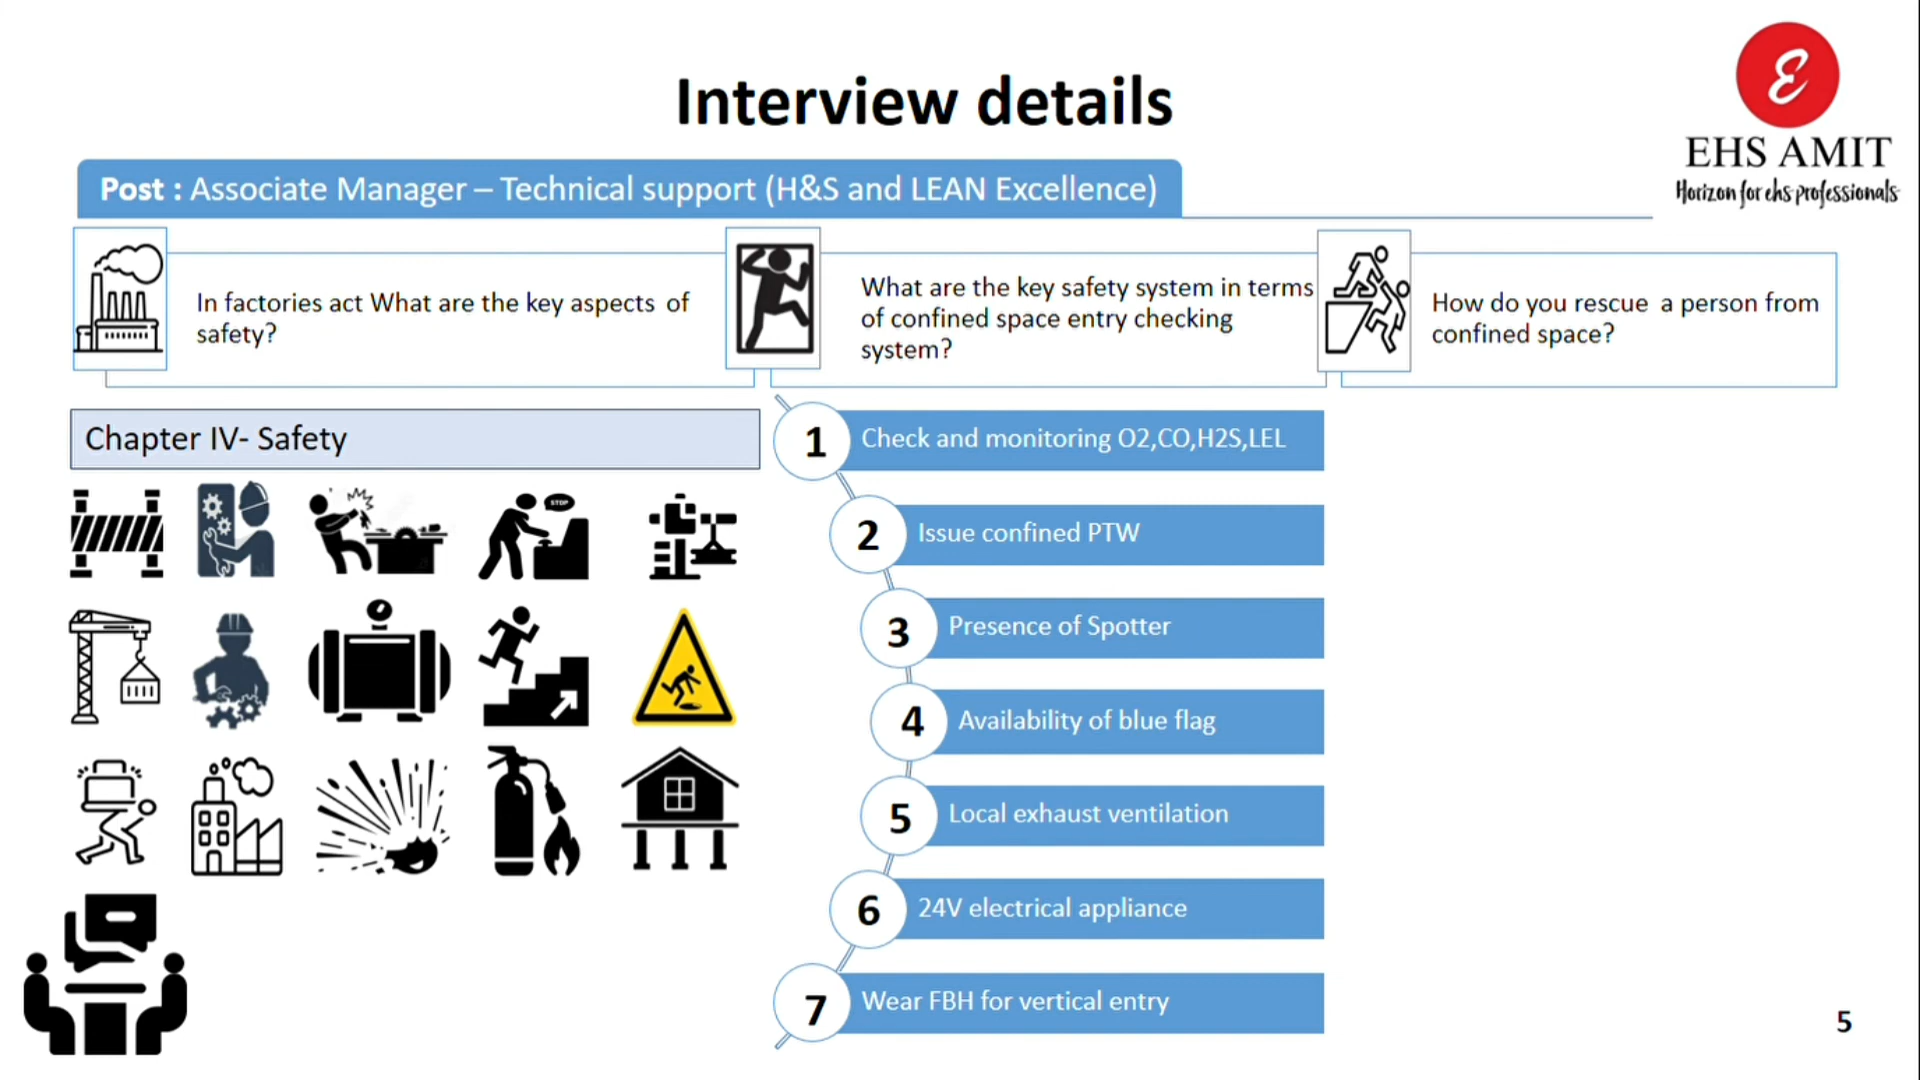 Interview details
EHS AMIT
Horizon for ehs professionals
Post : Associate Manager – Technical support (H&S and LEAN Excellence)
In factories act What are the key aspects of
safety?
What are the key safety system in terms
of confined space entry checking
system?
How do you rescue a person from
confined space?
Chapter IV- Safety
STOP
1 Check and monitoring O2,CO,H2S,LEL
2 Issue confined PTW
3 Presence of Spotter
4 Availability of blue flag
5 Local exhaust ventilation
6 24V electrical appliance
7 Wear FBH for vertical entry
5